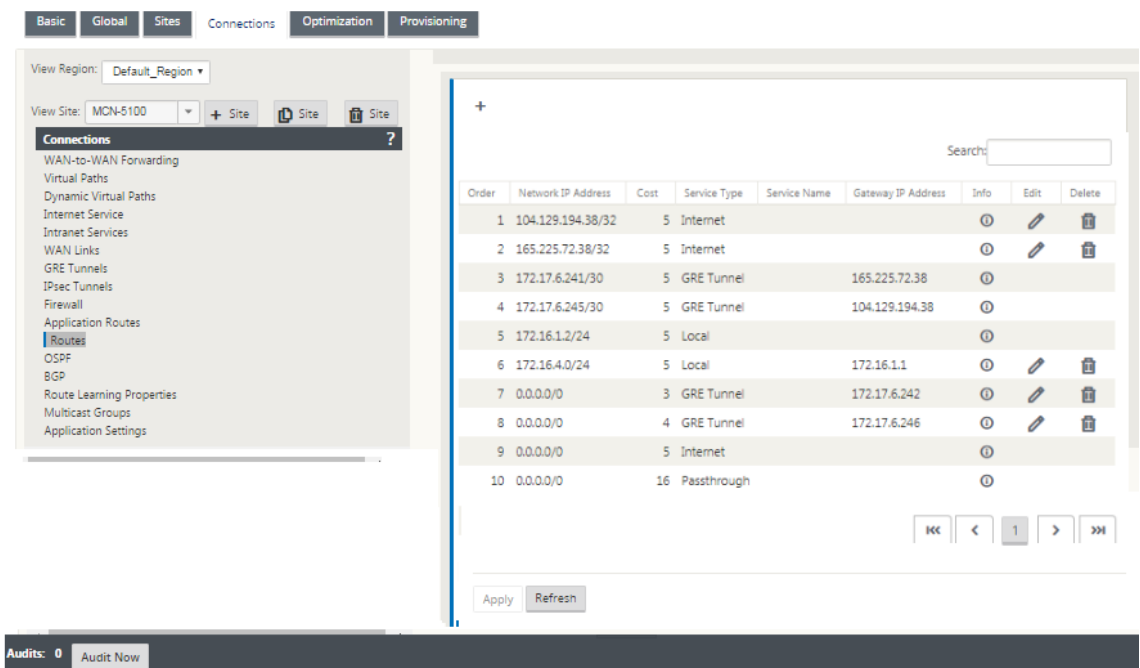 Basic Global Sites Connections Optimization Provisioning
View Region: Default_Region
View Site: MCN-5100 + Site Site Site
Connections ?
WAN-to-WAN Forwarding
Virtual Paths
Dynamic Virtual Paths
Internet Service
Intranet Services
WAN Links
GRE Tunnels
IPsec Tunnels
Firewall
Application Routes
Routes
OSPF
BGP
Route Learning Properties
Multicast Groups
Application Settings
+
Search:
Order Network IP Address Cost Service Type Service Name Gateway IP Address Info Edit Delete
1 104.129.194.38/32 5 Internet
2 165.225.72.38/32 5 Internet
3 172.17.6.241/30 5 GRE Tunnel 165.225.72.38
4 172.17.6.245/30 5 GRE Tunnel 104.129.194.38
5 172.16.1.2/24 5 Local
6 172.16.4.0/24 5 Local 172.16.1.1
7 0.0.0.0/0 3 GRE Tunnel 172.17.6.242
8 0.0.0.0/0 4 GRE Tunnel 172.17.6.246
9 0.0.0.0/0 5 Internet
10 0.0.0.0/0 16 Passthrough
1
Apply Refresh
Audits: 0 Audit Now